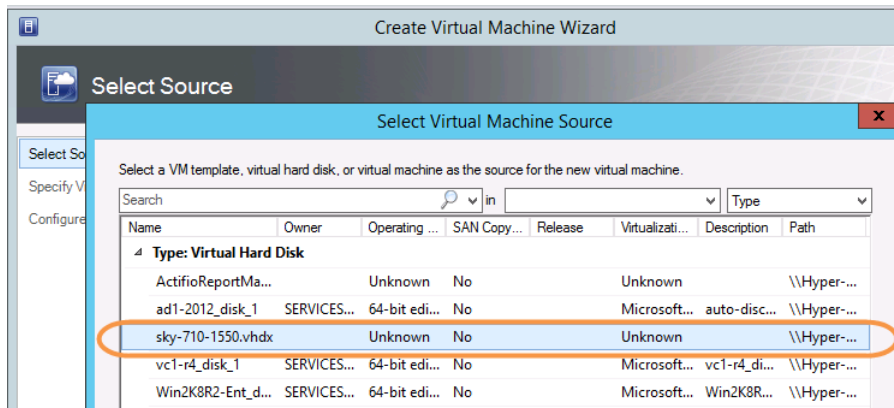 Create Virtual Machine Wizard
Select Source
Select Virtual Machine Source
x
Select So
Specify Vi
Configure
Select a VM template, virtual hard disk, or virtual machine as the source for the new virtual machine.
Search in Type
Name Owner Operating ... SAN Copy... Release Virtualizati... Description Path
Type: Virtual Hard Disk
ActifioReportMa... Unknown No Unknown \\Hyper-...
ad1-2012_disk_1 SERVICES... 64-bit edi... No Microsoft... auto-disc... \\Hyper-...
sky-710-1550.vhdx Unknown No Unknown \\Hyper-...
vc1-r4_disk_1 SERVICES... 64-bit edi... No Microsoft... vc1-r4_di... \\Hyper-...
Win2K8R2-Ent_d... SERVICES... 64-bit edi... No Microsoft... Win2K8R... \\Hyper-...